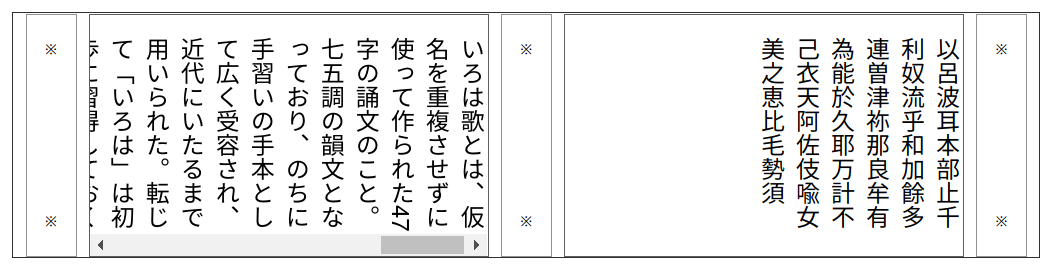 ※
※
以呂波耳本部止千
利奴流乎和加餘多
連曽津祢那良牟有
為能於久耶万計不
己衣天阿佐伎喩女
美之恵比毛勢須
※
※
いろは歌とは、仮
名を重複させずに
使って作られた47
字の誦文のこと。
七五調の韻文とな
っており、のちに
手習いの手本とし
て広く受容され、
近代にいたるまで
用いられた。転じ
て「いろは」は初
※
※